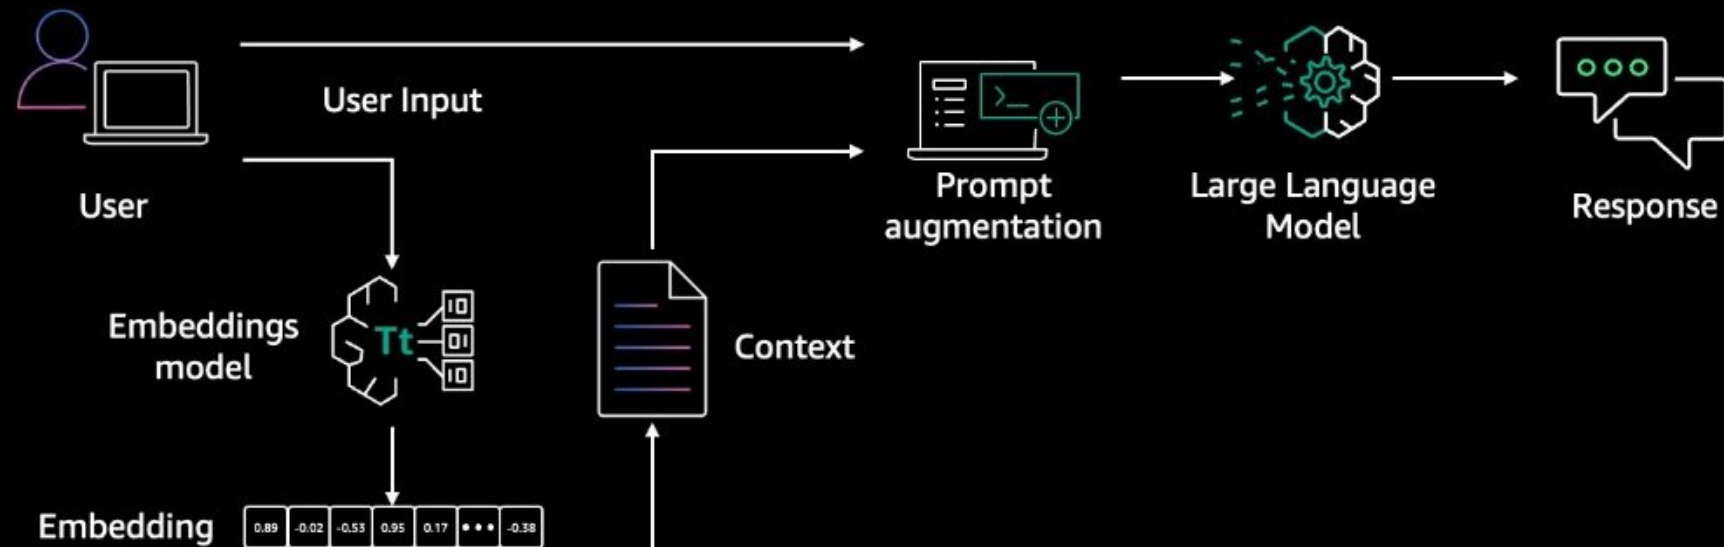 User Input
User
Prompt
augmentation
Large Language
Model
Response
Embeddings
model
Tt
Context
Embedding
0.89 -0.02 -0.53 0.95 0.17 ••• -0.38